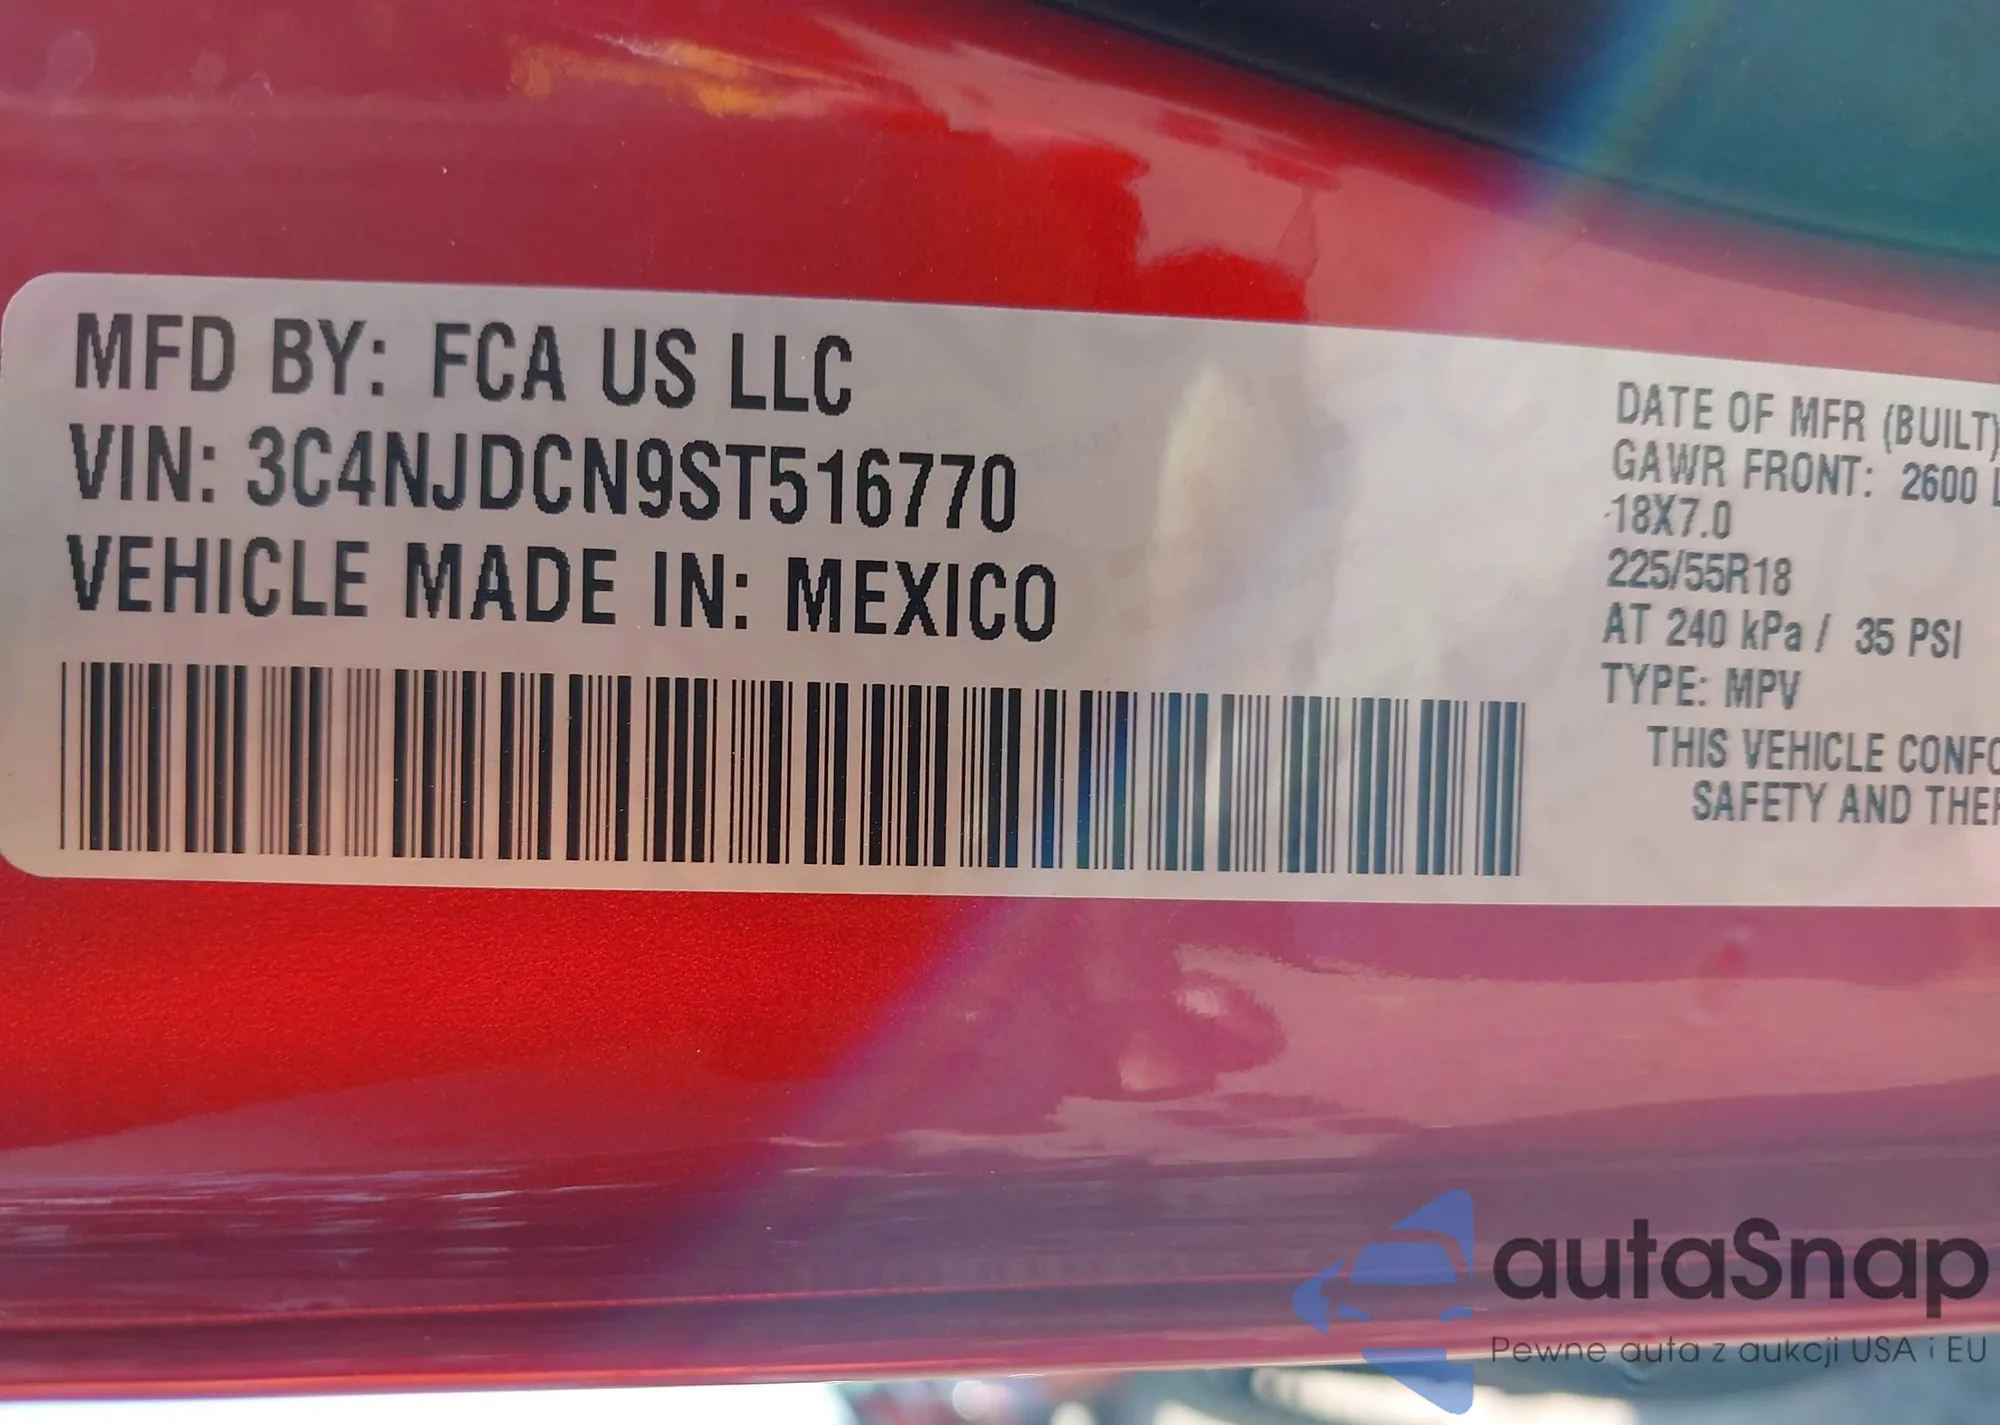 MFD BY: FCA US LLC
VIN: 3C4NJDCN9ST516770
VEHICLE MADE IN: MEXICO
DATE OF MFR (BUILT)
GAWR FRONT: 2600 L
18X7.0
225/55R18
AT 240 kPa / 35 PSI
TYPE: MPV
THIS VEHICLE CONFO
SAFETY AND THEF
autaSnap
Pewne auta z aukcji USA i EU